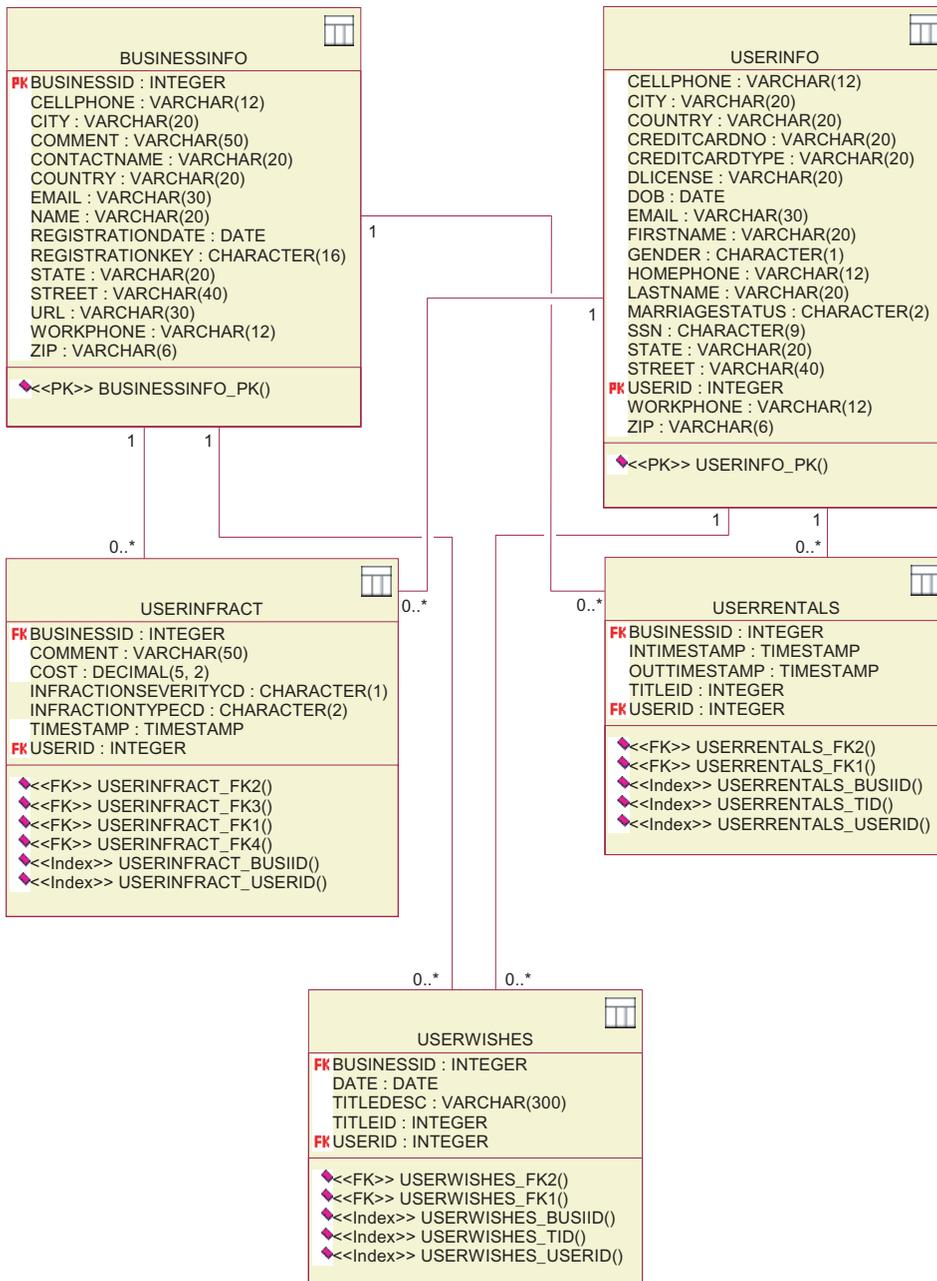 BUSINESSINFO
PK BUSINESSID : INTEGER
CELLPHONE : VARCHAR(12)
CITY : VARCHAR(20)
COMMENT : VARCHAR(50)
CONTACTNAME : VARCHAR(20)
COUNTRY : VARCHAR(20)
EMAIL : VARCHAR(30)
NAME : VARCHAR(20)
REGISTRATIONDATE : DATE
REGISTRATIONKEY : CHARACTER(16)
STATE : VARCHAR(20)
STREET : VARCHAR(40)
URL : VARCHAR(30)
WORKPHONE : VARCHAR(12)
ZIP : VARCHAR(6)
<<PK>> BUSINESSINFO_PK()
USERINFO
CELLPHONE : VARCHAR(12)
CITY : VARCHAR(20)
COUNTRY : VARCHAR(20)
CREDITCARDNO : VARCHAR(20)
CREDITCARDTYPE : VARCHAR(20)
DLICENSE : VARCHAR(20)
DOB : DATE
EMAIL : VARCHAR(30)
FIRSTNAME : VARCHAR(20)
GENDER : CHARACTER(1)
HOMEPHONE : VARCHAR(12)
LASTNAME : VARCHAR(20)
MARRIAGESTATUS : CHARACTER(2)
SSN : CHARACTER(9)
STATE : VARCHAR(20)
STREET : VARCHAR(40)
PK USERID : INTEGER
WORKPHONE : VARCHAR(12)
ZIP : VARCHAR(6)
<<PK>> USERINFO_PK()
1
1
1
1
1
1
0..*
0..*
0..*
0..*
USERINFRACT
FK BUSINESSID : INTEGER
COMMENT : VARCHAR(50)
COST : DECIMAL(5, 2)
INFRACTIONSEVERITYCD : CHARACTER(1)
INFRACTIONTYPECD : CHARACTER(2)
TIMESTAMP : TIMESTAMP
FK USERID : INTEGER
<<FK>> USERINFRACT_FK2()
<<FK>> USERINFRACT_FK3()
<<FK>> USERINFRACT_FK1()
<<FK>> USERINFRACT_FK4()
<<Index>> USERINFRACT_BUSIID()
<<Index>> USERINFRACT_USERID()
USERRENTALS
FK BUSINESSID : INTEGER
INTIMESTAMP : TIMESTAMP
OUTTIMESTAMP : TIMESTAMP
TITLEID : INTEGER
FK USERID : INTEGER
<<FK>> USERRENTALS_FK2()
<<FK>> USERRENTALS_FK1()
<<Index>> USERRENTALS_BUSIID()
<<Index>> USERRENTALS_TID()
<<Index>> USERRENTALS_USERID()
0..*
0..*
USERWISHES
FK BUSINESSID : INTEGER
DATE : DATE
TITLEDESC : VARCHAR(300)
TITLEID : INTEGER
FK USERID : INTEGER
<<FK>> USERWISHES_FK2()
<<FK>> USERWISHES_FK1()
<<Index>> USERWISHES_BUSIID()
<<Index>> USERWISHES_TID()
<<Index>> USERWISHES_USERID()